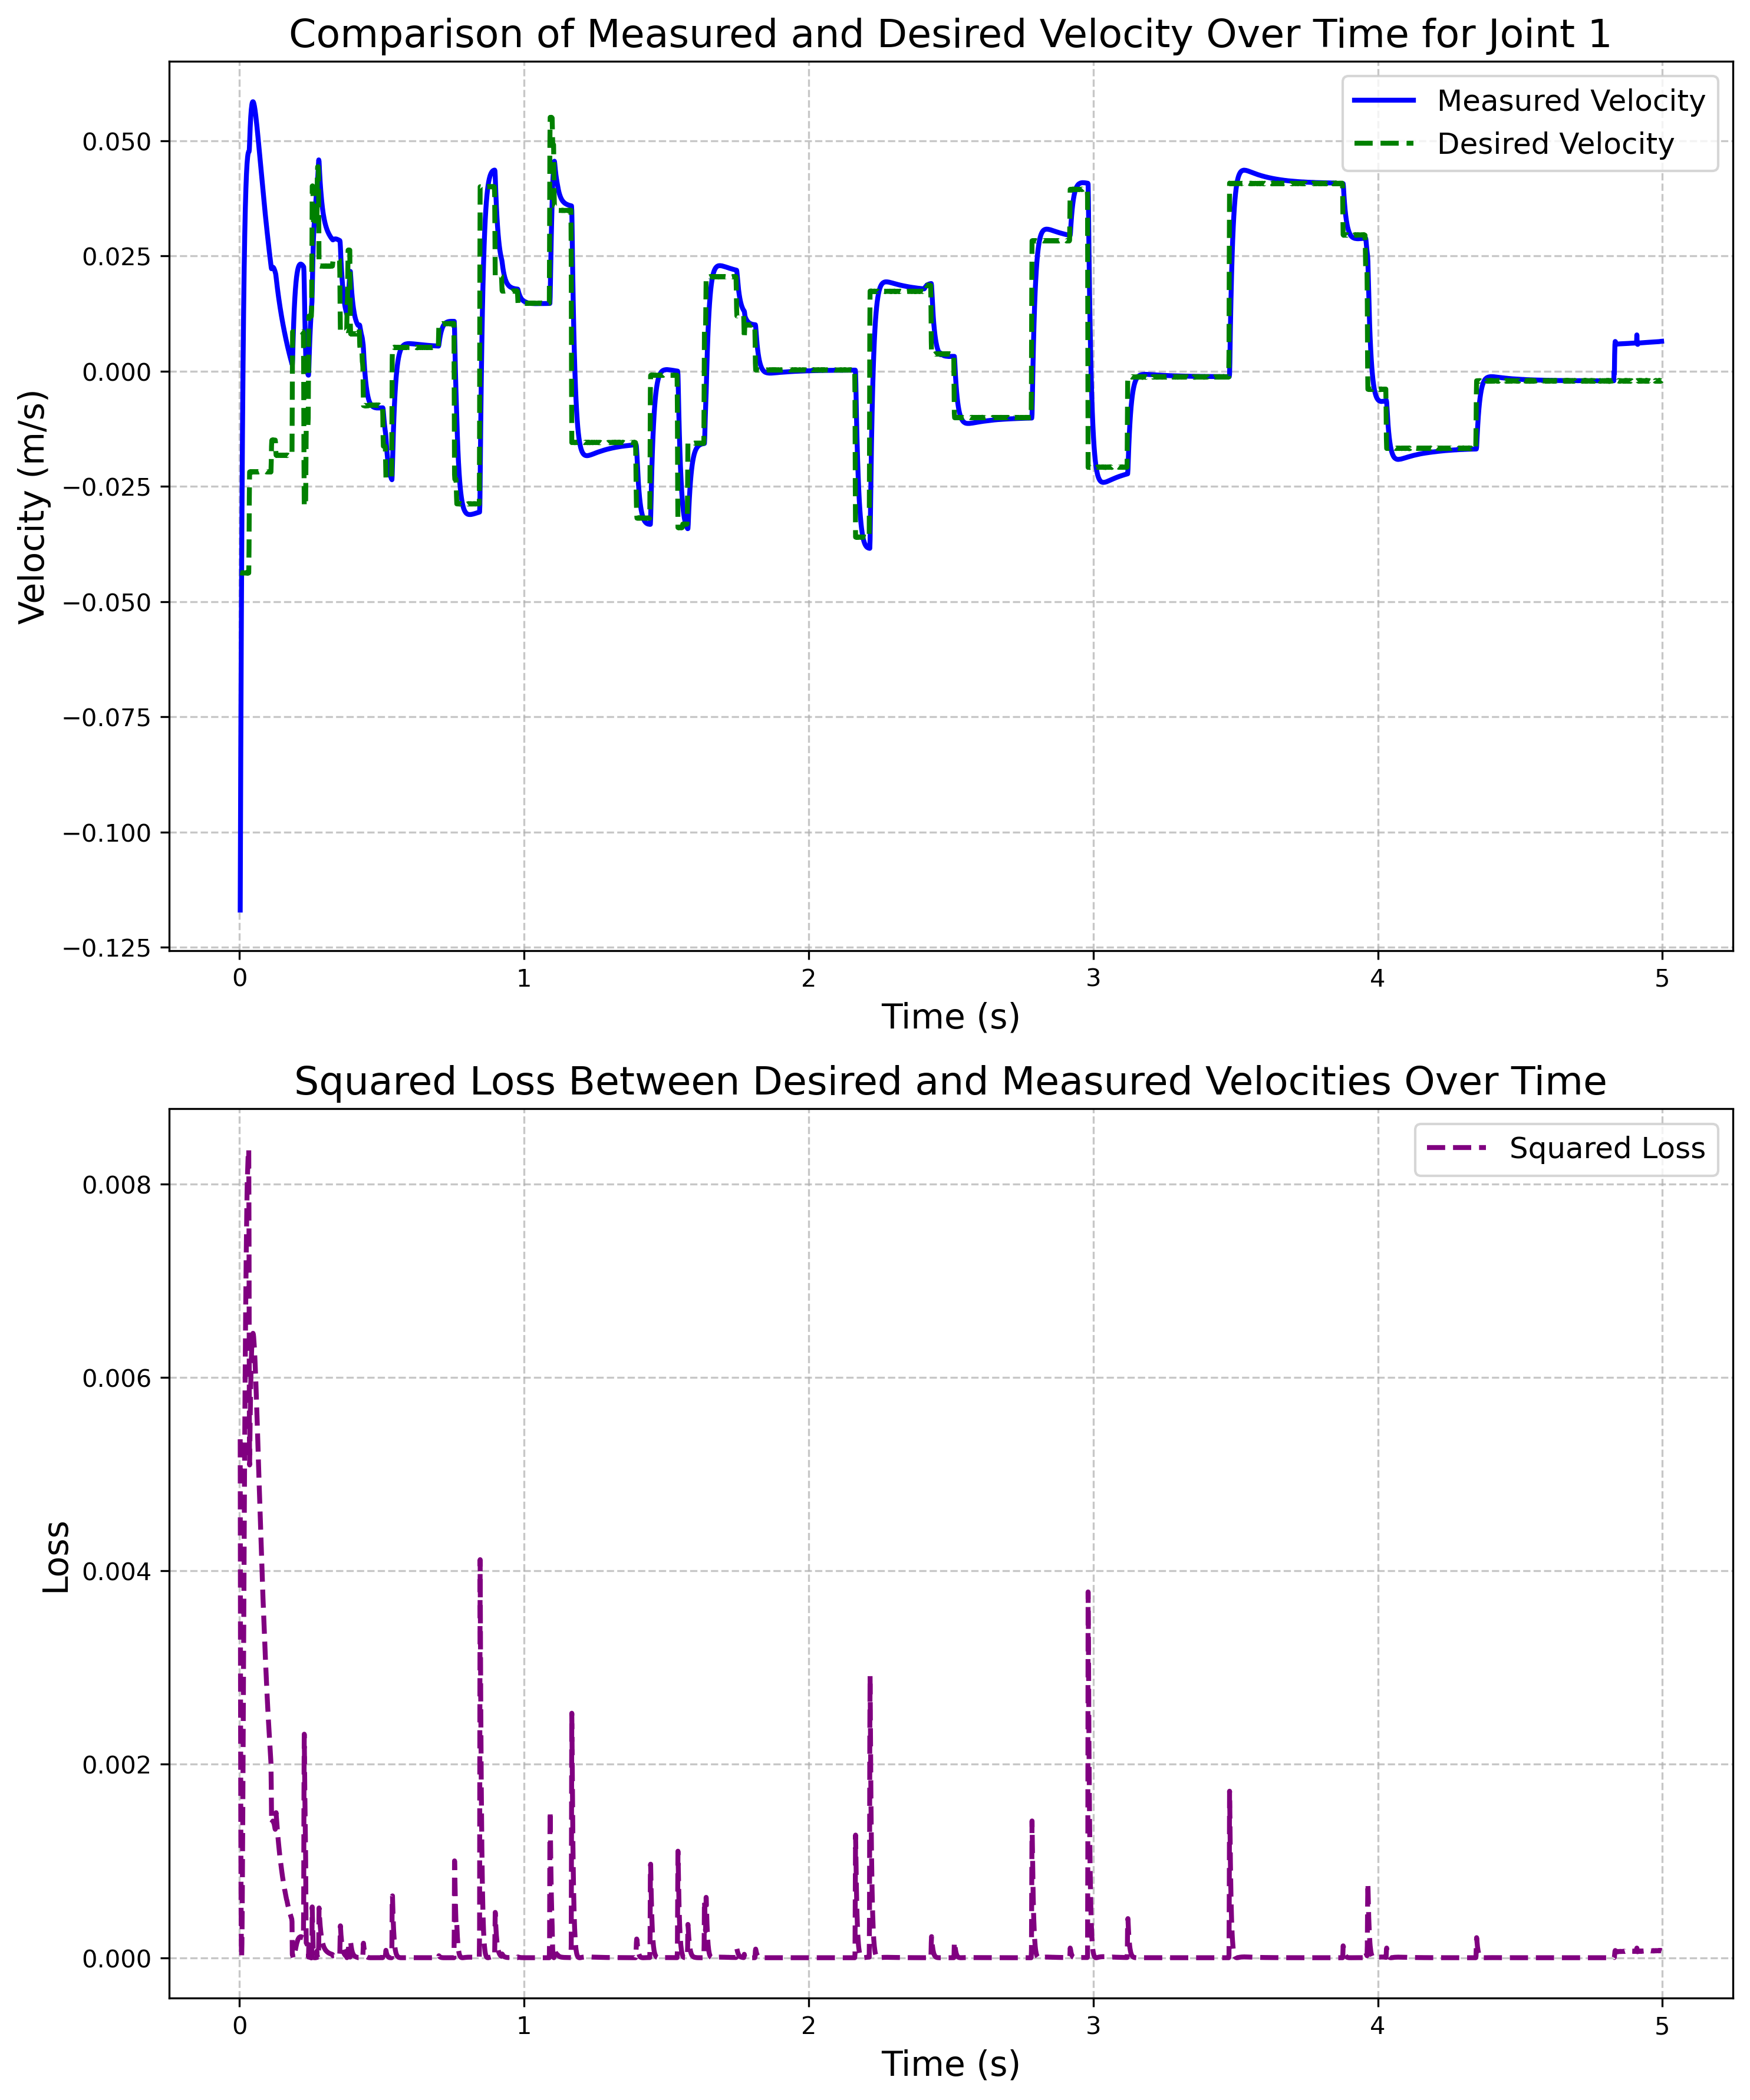 Comparison of Measured and Desired Velocity Over Time for Joint 1
Measured Velocity
Desired Velocity
Velocity (m/s)
0.050
0.025
0.000
−0.025
−0.050
−0.075
−0.100
−0.125
0 1 2 3 4 5
Time (s)
Squared Loss Between Desired and Measured Velocities Over Time
Squared Loss
Loss
0.008
0.006
0.004
0.002
0.000
0 1 2 3 4 5
Time (s)